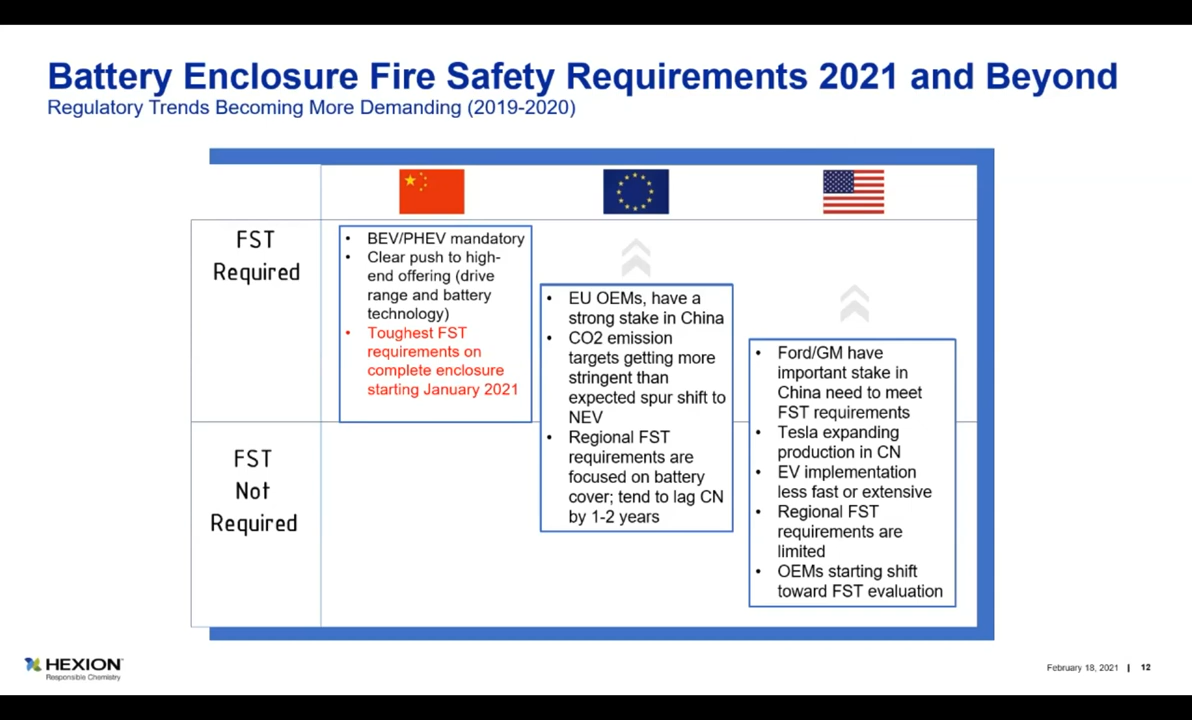 Battery Enclosure Fire Safety Requirements 2021 and Beyond
Regulatory Trends Becoming More Demanding (2019-2020)
FST
Required
• BEV/PHEV mandatory
• Clear push to high-
end offering (drive
range and battery
technology)
• Toughest FST
requirements on
complete enclosure
starting January 2021
• EU OEMs, have a
strong stake in China
• CO2 emission
targets getting more
stringent than
expected spur shift to
NEV
• Regional FST
requirements are
focused on battery
cover; tend to lag CN
by 1-2 years
• Ford/GM have
important stake in
China need to meet
FST requirements
• Tesla expanding
production in CN
• EV implementation
less fast or extensive
• Regional FST
requirements are
limited
• OEMs starting shift
toward FST evaluation
FST
Not
Required
HEXION
Responsible Chemistry
February 18, 2021 | 12